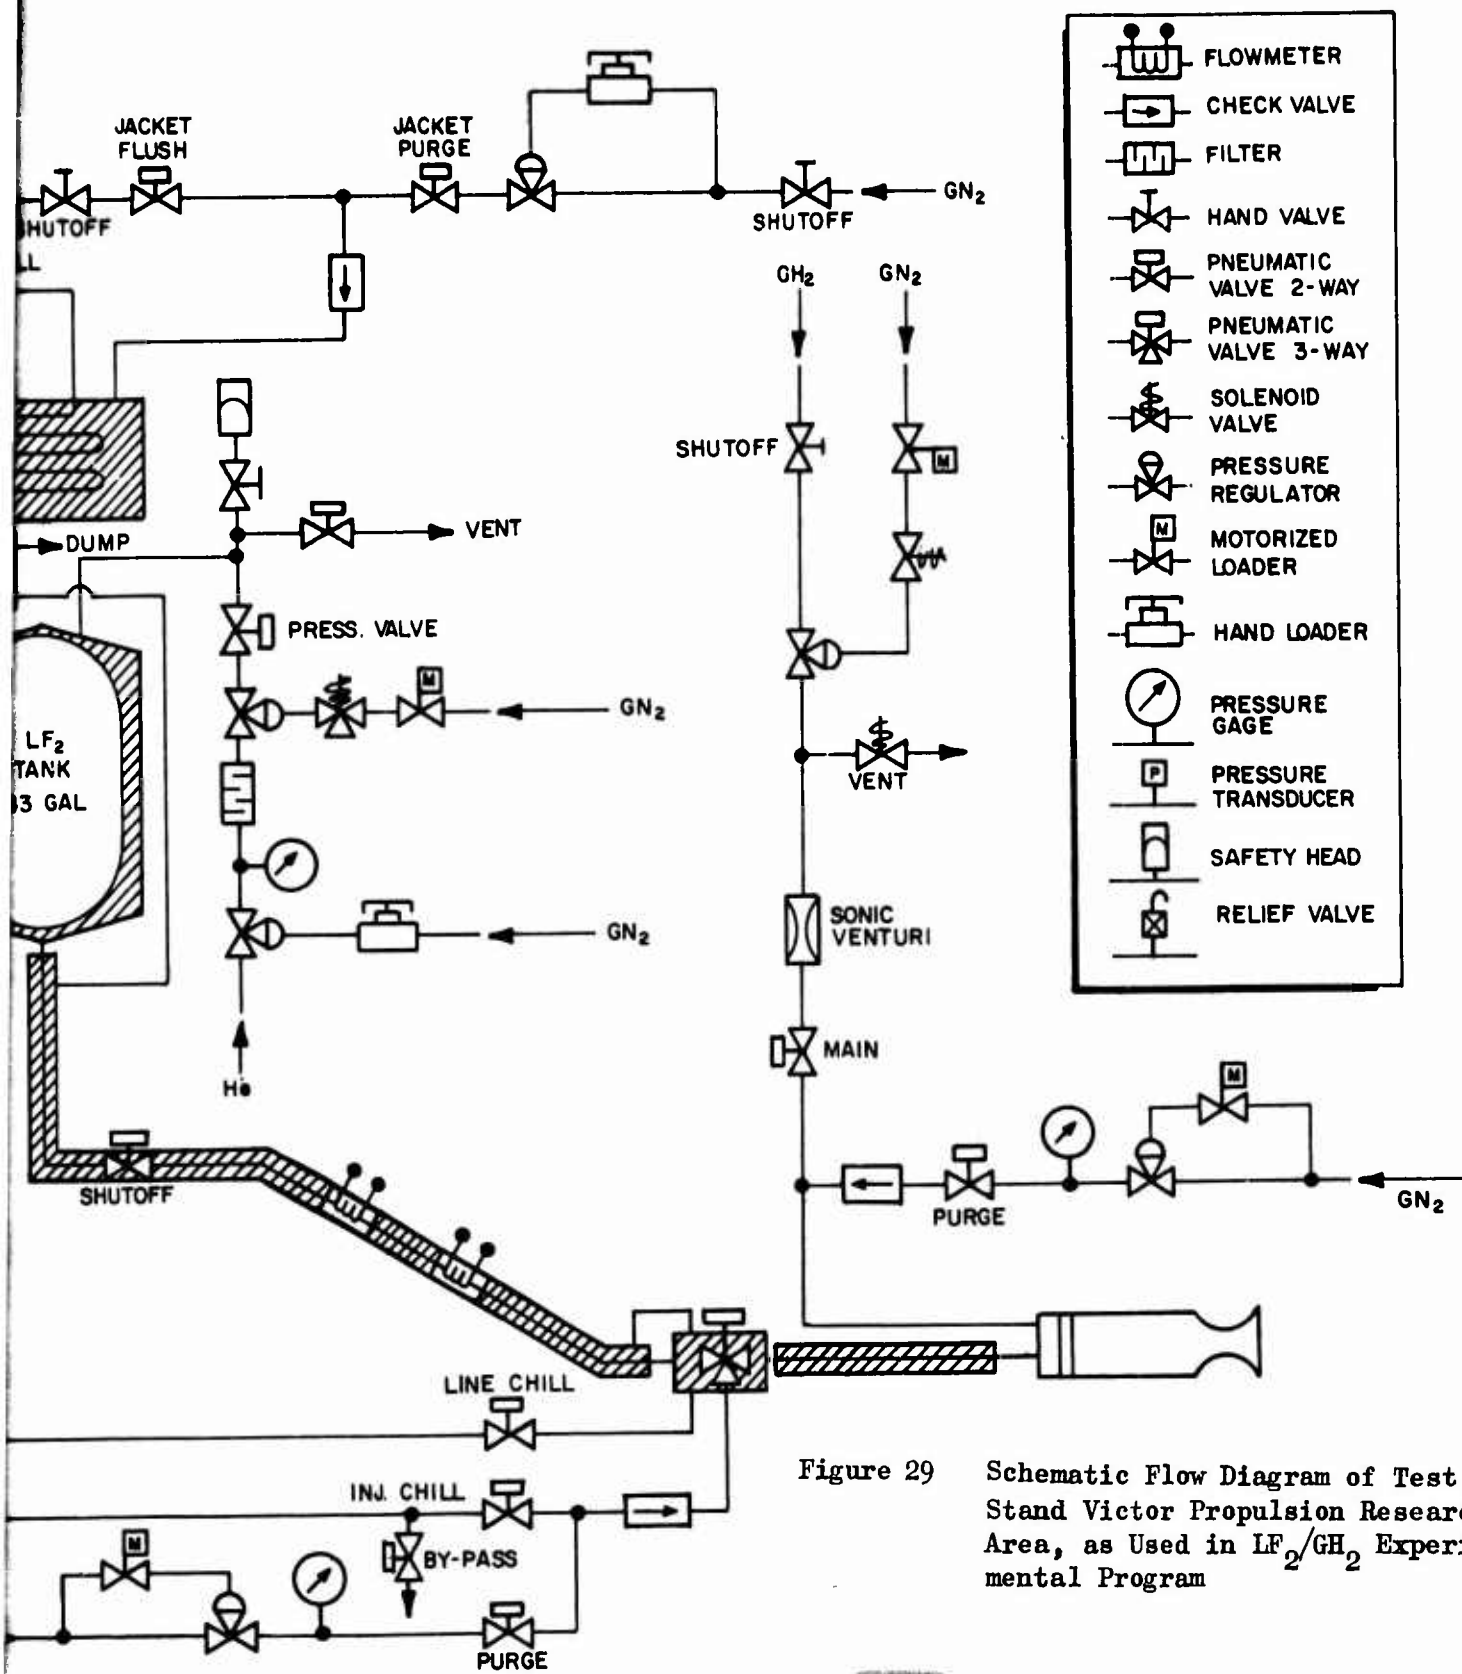 JACKET
FLUSH
JACKET
PURGE
GN2
SHUTOFF
HUTOFF
LL
GH2
GN2
SHUTOFF
M
DUMP
VENT
PRESS. VALVE
M
GN2
LF2
TANK
33 GAL
VENT
SONIC
VENTURI
GN2
He
MAIN
M
SHUTOFF
PURGE
GN2
LINE CHILL
INJ. CHILL
M
BY-PASS
PURGE
FLOWMETER
CHECK VALVE
FILTER
HAND VALVE
PNEUMATIC
VALVE 2-WAY
PNEUMATIC
VALVE 3-WAY
SOLENOID
VALVE
PRESSURE
REGULATOR
M
MOTORIZED
LOADER
HAND LOADER
PRESSURE
GAGE
P
PRESSURE
TRANSDUCER
SAFETY HEAD
RELIEF VALVE
Figure 29 Schematic Flow Diagram of Test
Stand Victor Propulsion Resear
Area, as Used in LF2/GH2 Exper
mental Program